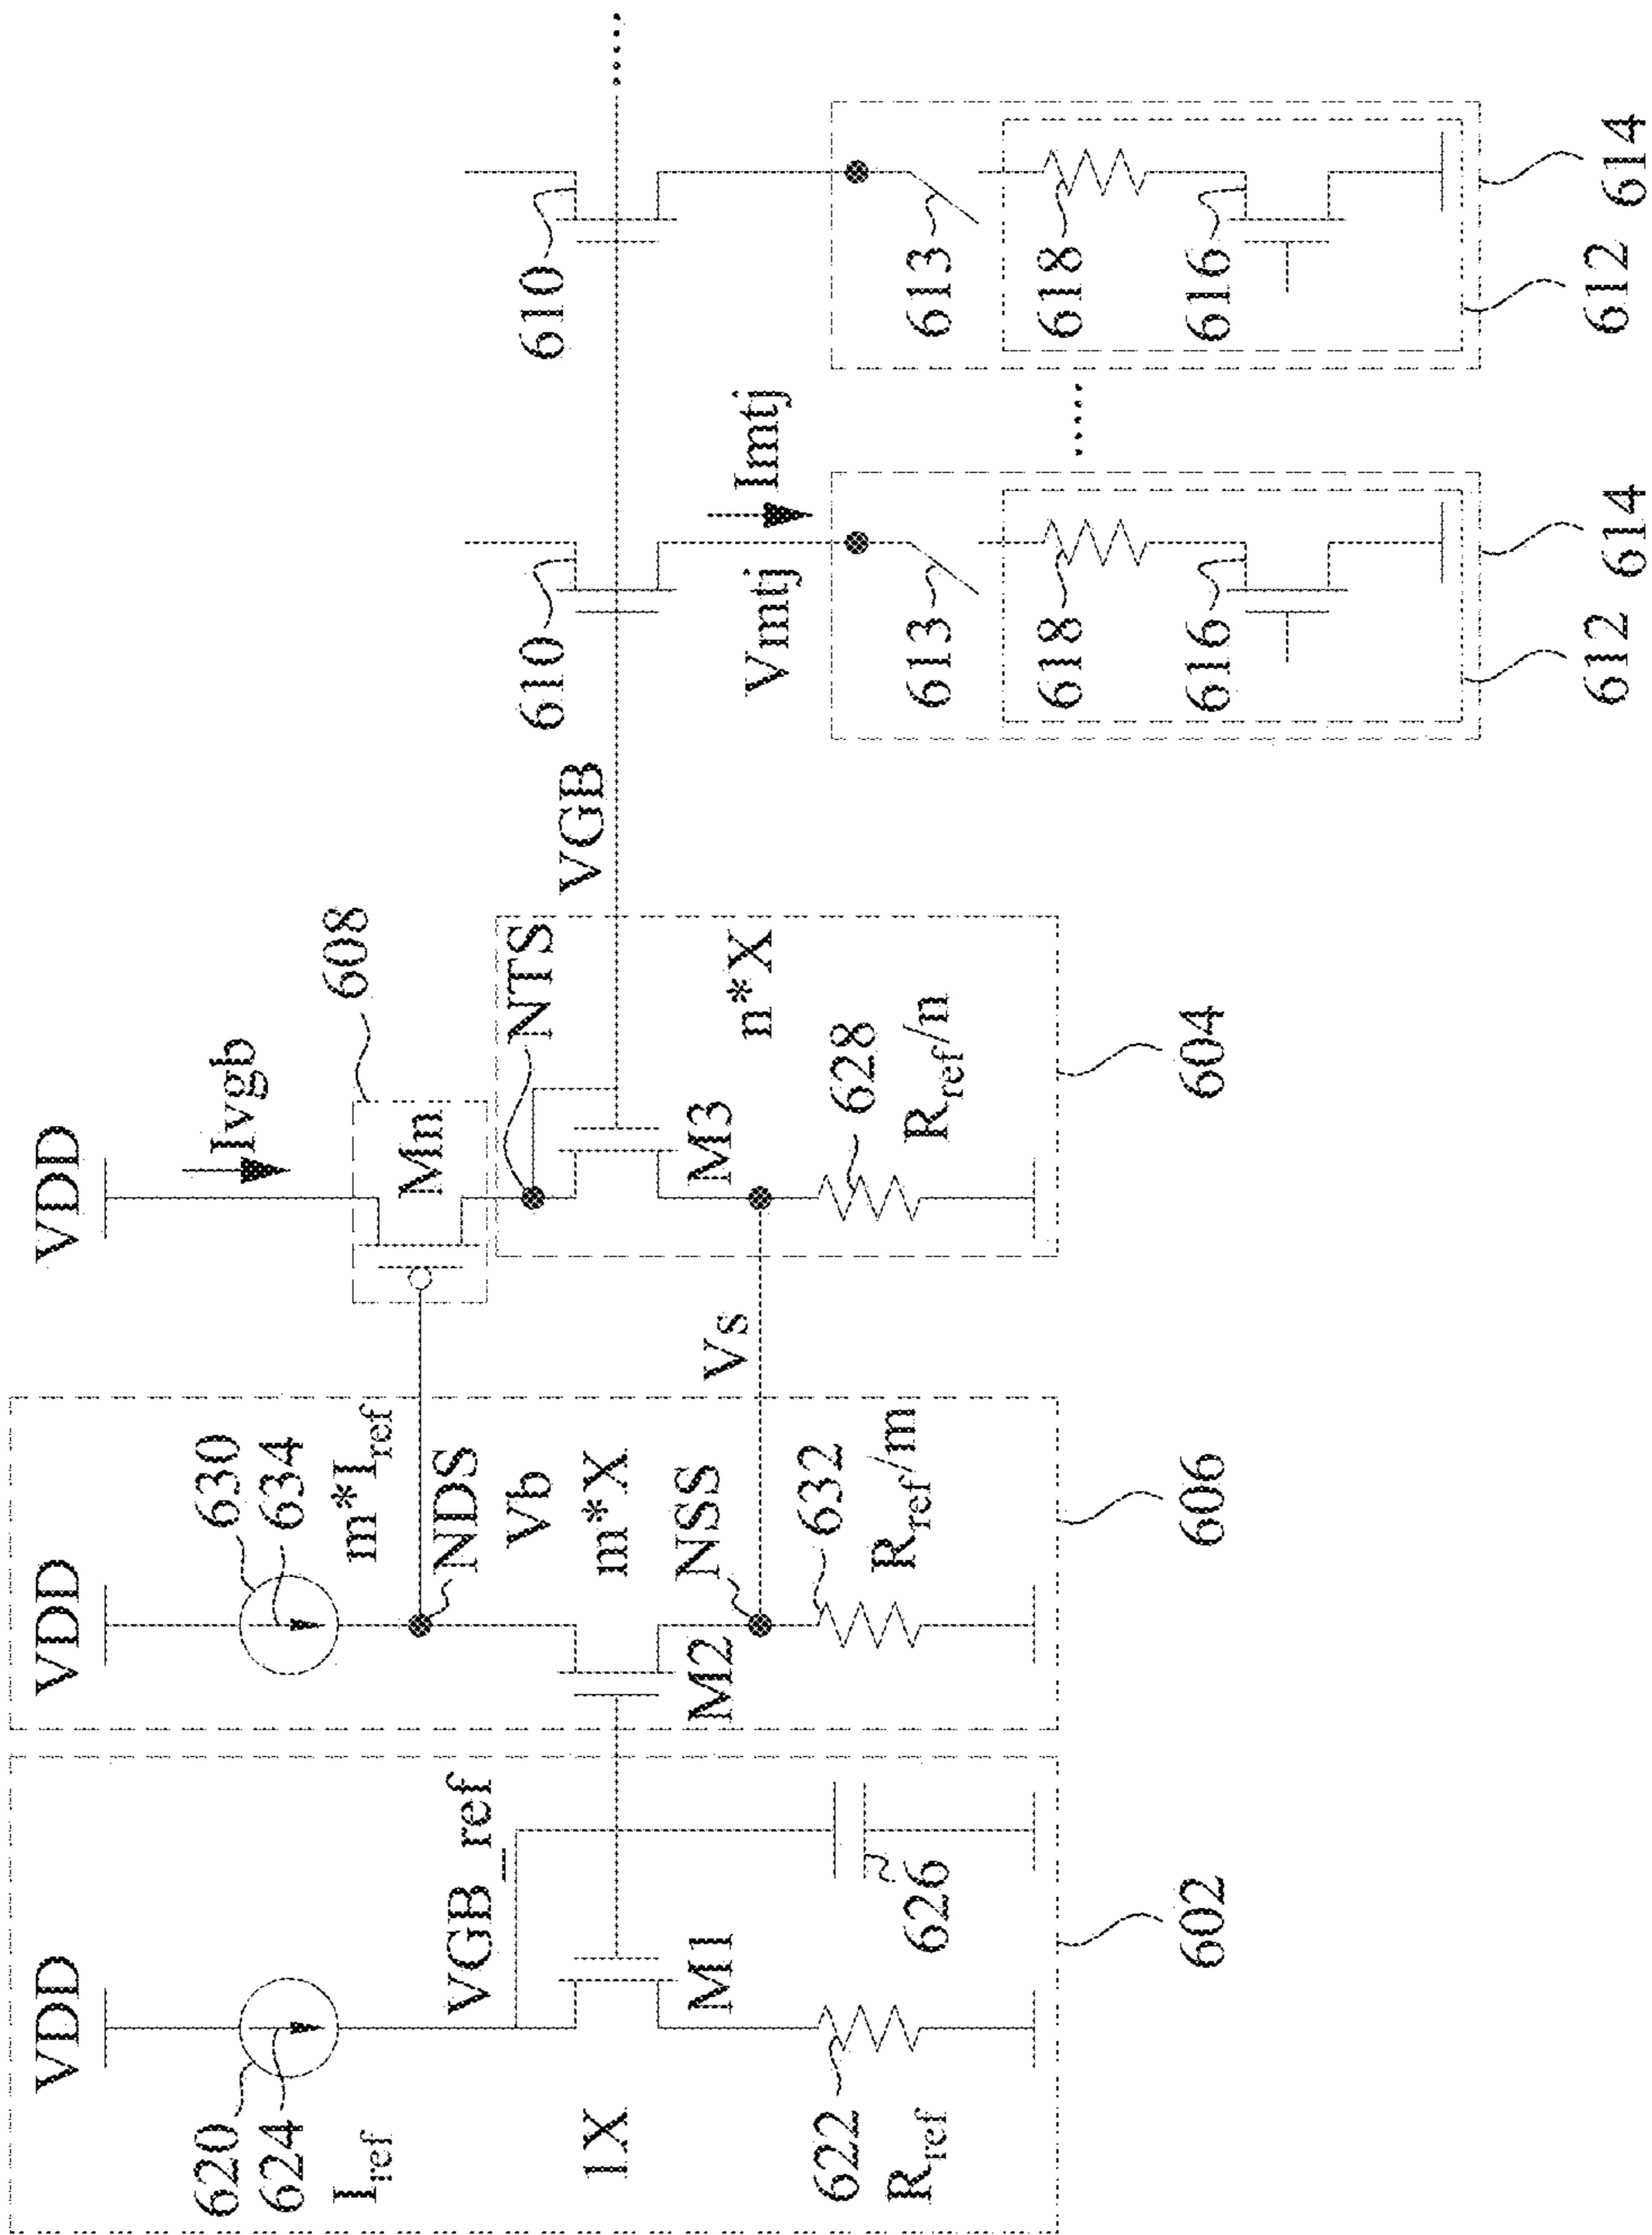 VDD
620
624
I_ref
1X
622
R_ref
VGB_ref
M1
626
602
VDD
630
634
m*I_ref
NDS
Vb
m*X
M2
NSS
632
R_ref/m
606
Vs
VDD
Ivgb
608
Mn
NTS
M3
n*X
628
R_ref/n
604
VGB
610
Vmtj
Imtj
613
618
616
612
614
.....
610
613
618
616
612
614
.....